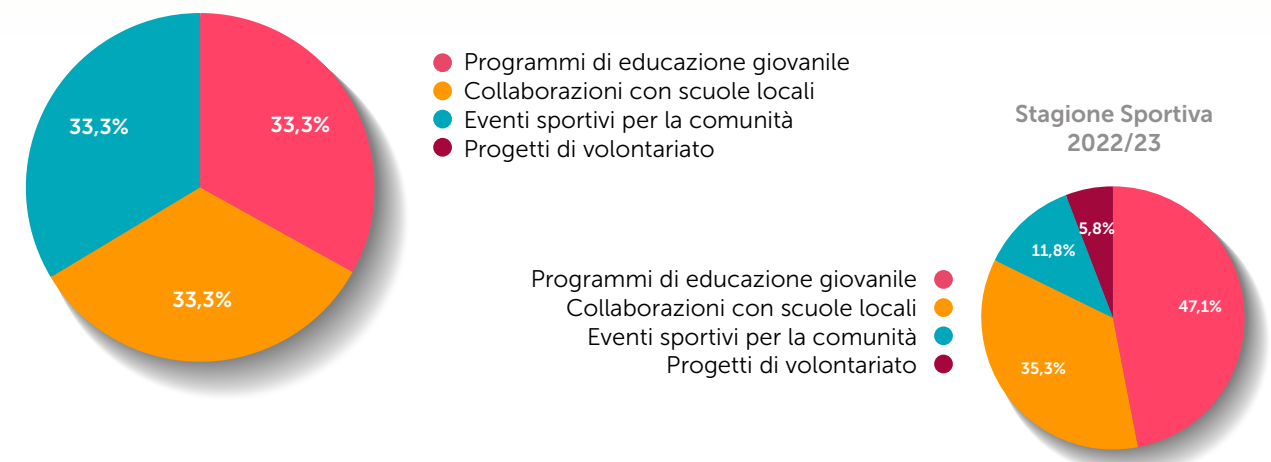 33,3%
33,3%
33,3%
Programmi di educazione giovanile
Collaborazioni con scuole locali
Eventi sportivi per la comunità
Progetti di volontariato
Stagione Sportiva
2022/23
Programmi di educazione giovanile
Collaborazioni con scuole locali
Eventi sportivi per la comunità
Progetti di volontariato
5,8%
11,8%
47,1%
35,3%